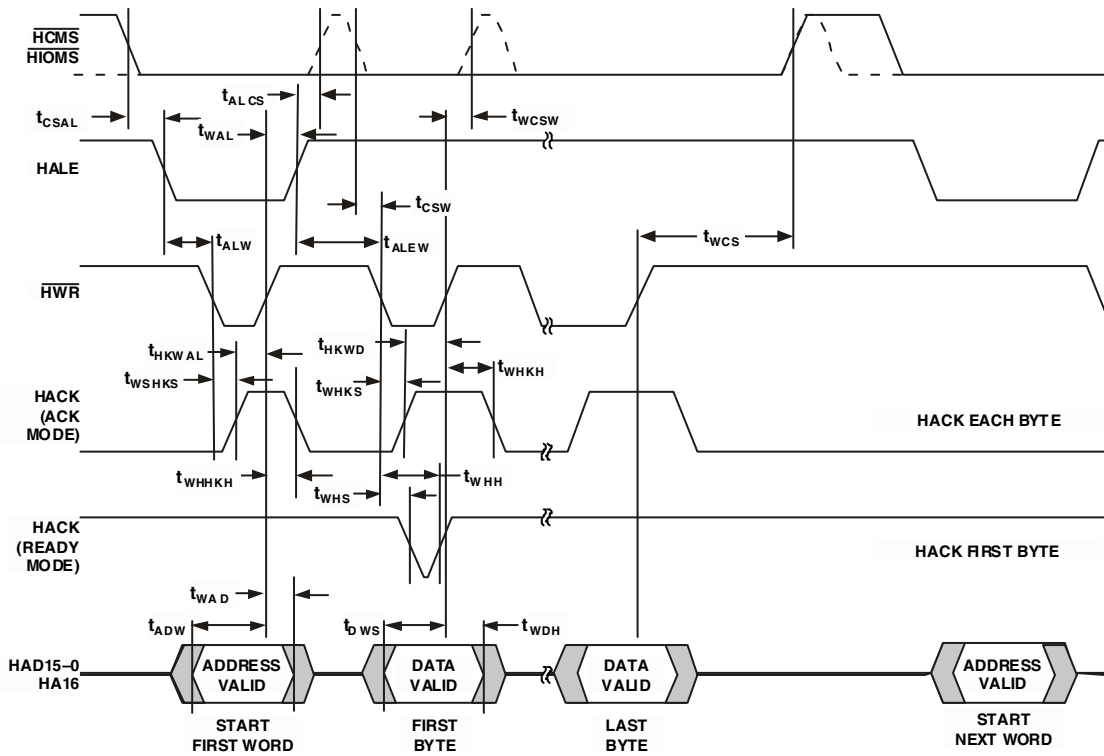 HCMS
HIOMS
tALCS
tCSAL
tWAL
tWCSW
HALE
tCSW
tALW
tALEW
tWCS
HWR
tHKWAL
tHKWD
tWHKH
tWSHKS
tWHKS
HACK
(ACK
MODE)
HACK EACH BYTE
tWHHKH
tWHS
tWHH
HACK
(READY
MODE)
HACK FIRST BYTE
tWAD
tADW
tDWS
tWDH
HAD15–0
HA16
ADDRESS
VALID
DATA
VALID
DATA
VALID
ADDRESS
VALID
START
FIRST WORD
FIRST
BYTE
LAST
BYTE
START
NEXT WORD